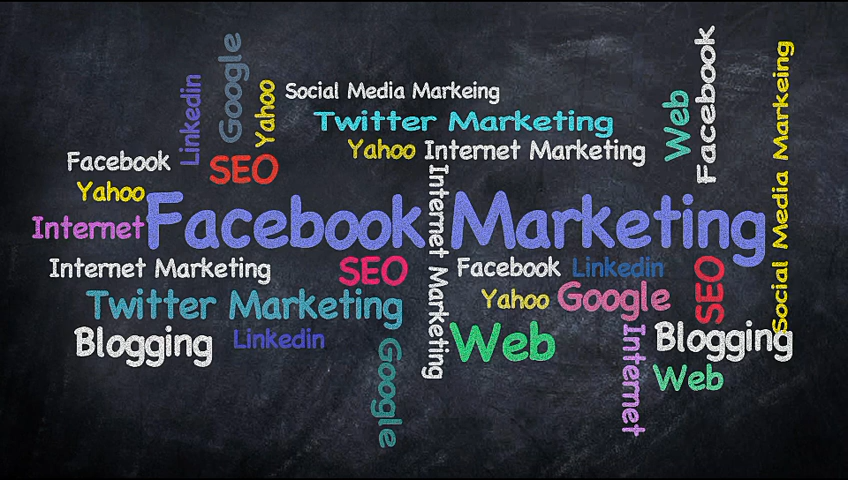 Google
Linkedin
Yahoo
Social Media Markeing
Twitter Marketing
Yahoo
Internet Marketing
Web
Facebook
Social Media Markeing
Facebook
SEO
Yahoo
Internet
Facebook Marketing
Internet Marketing
Internet Marketing
SEO
Facebook
Linkedin
SEO
Twitter Marketing
Yahoo
Google
Blogging
Linkedin
Google
Web
Internet
Blogging
Web